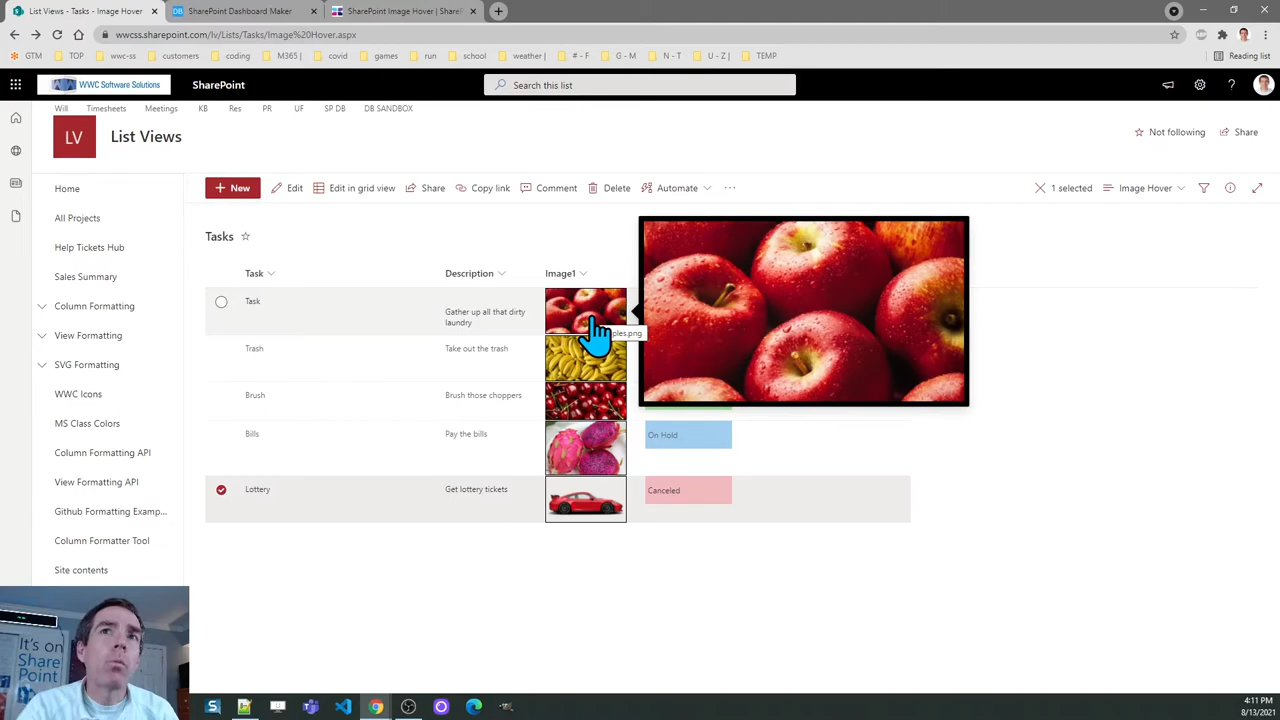 List Views - Tasks - Image Hover
DB
DashBoard Maker
SharePoint Image Hover | ShareP
wwcss.sharepoint.com/lv/Lists/Tasks/Image%20Hover.aspx
GTM
TOP
wwc-ss
customers
coding
M365 |
covid
games
run
school
weather |
# - F
G - M
N - T
U - Z |
TEMP
Reading list
WWC Software Solutions
SharePoint
Search this list
?
Will
Timesheets
Meetings
KB
Res
PR
UF
SP DB
DB SANDBOX
LV
List Views
Not following
Share
Home
All Projects
Help Tickets Hub
Sales Summary
Column Formatting
View Formatting
SVG Formatting
WWC Icons
MS Class Colors
Column Formatting API
View Formatting API
Github Formatting Examp...
Column Formatter Tool
Site contents
+ New
Edit
Edit in grid view
Share
Copy link
Comment
Delete
Automate
...
1 selected
Image Hover
Tasks
Task
Description
Image1
Task
Gather up all that dirty
laundry
ples.png
Trash
Take out the trash
Brush
Brush those choppers
Bills
Pay the bills
On Hold
Lottery
Get lottery tickets
Canceled
It's on
Share
Point
4:11 PM
8/13/2021